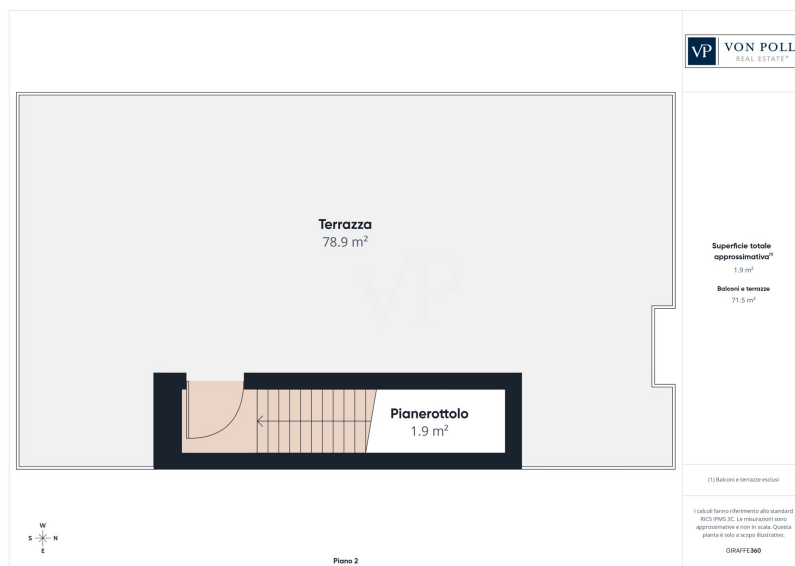 VP VON POLL
REAL ESTATE®
Terrazza
78.9 m²
VP
Superficie totale
approssimativa⁽¹⁾
1.9 m²
Balconi e terrazze
71.5 m²
Pianerottolo
1.9 m²
(1) Balconi e terrazze esclusi
I calcoli fanno riferimento allo standard
RICS IPMS 3C. Le misurazioni sono
approssimative e non in scala. Questa
pianta è solo a scopo illustrativo.
GIRAFFE360
W
S N
E
Piano 2